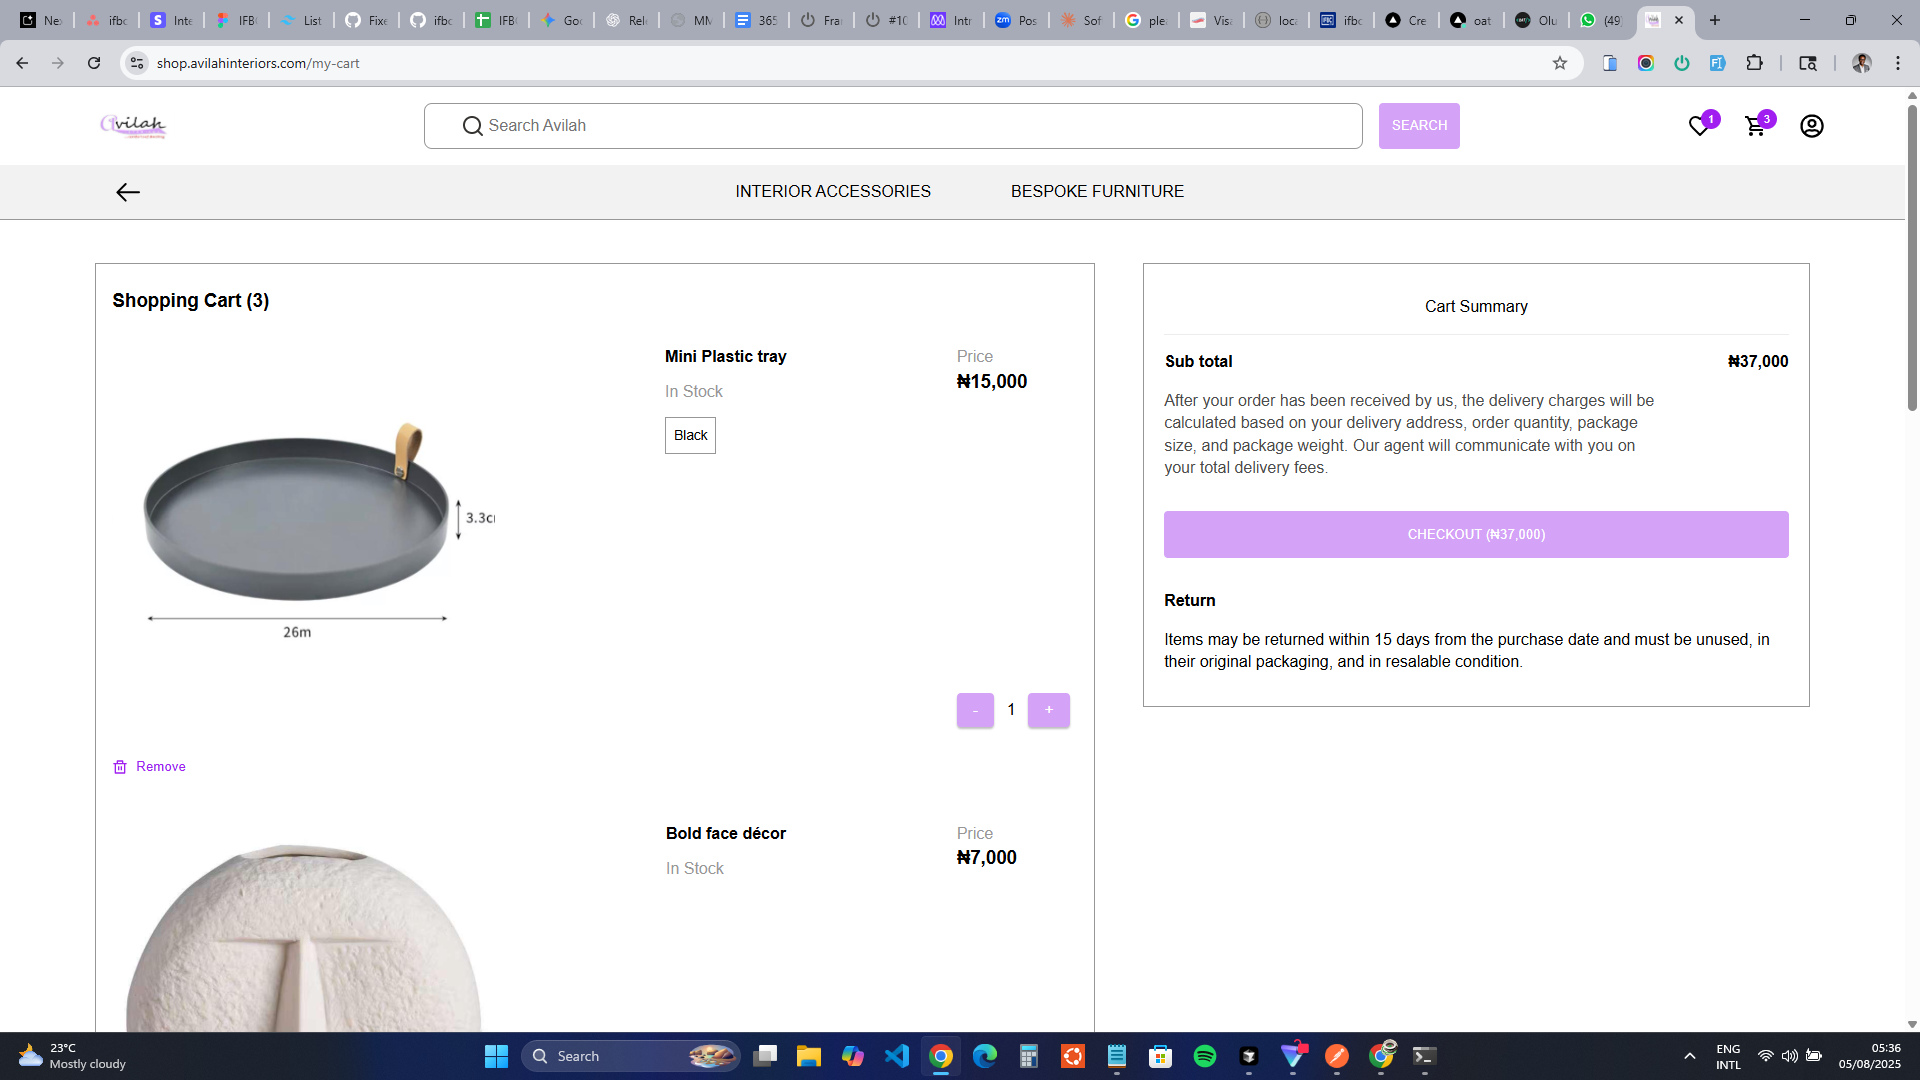 Nex
ifbc
Inte
IFB
List
Fixe
ifbc
IFB
Goo
Rel
MM
365
Fra
#10
Intr
Pos
Sof
ple
Visa
loca
ifbc
Cre
oat
Olu
(49)
shop.avilahinteriors.com/my-cart
avilah
Search Avilah
SEARCH
1
3
INTERIOR ACCESSORIES
BESPOKE FURNITURE
Shopping Cart (3)
Mini Plastic tray
In Stock
Black
Price
₦15,000
3.3c
26m
- 1 +
Remove
Bold face décor
In Stock
Price
₦7,000
Cart Summary
Sub total ₦37,000
After your order has been received by us, the delivery charges will be
calculated based on your delivery address, order quantity, package
size, and package weight. Our agent will communicate with you on
your total delivery fees.
CHECKOUT (₦37,000)
Return
Items may be returned within 15 days from the purchase date and must be unused, in
their original packaging, and in resalable condition.
23°C
Mostly cloudy
Search
ENG
INTL
05:36
05/08/2025